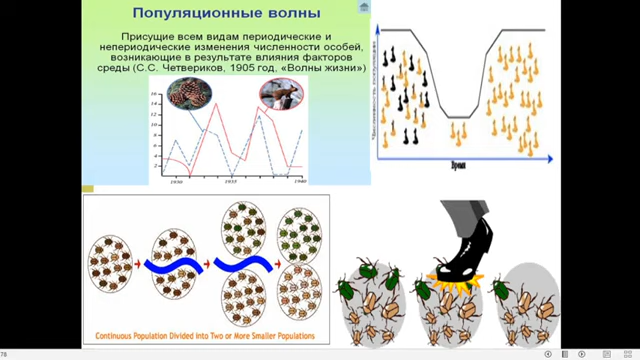 Популяционные волны
Присущие всем видам периодические и
непериодические изменения численности особей,
возникающие в результате влияния факторов
среды (С.С. Четвериков, 1905 год, «Волны жизни»)
16
14
12
10
8
6
4
2
1930
1935
1940
Время
Continuous Population Divided into Two or More Smaller Populations
78